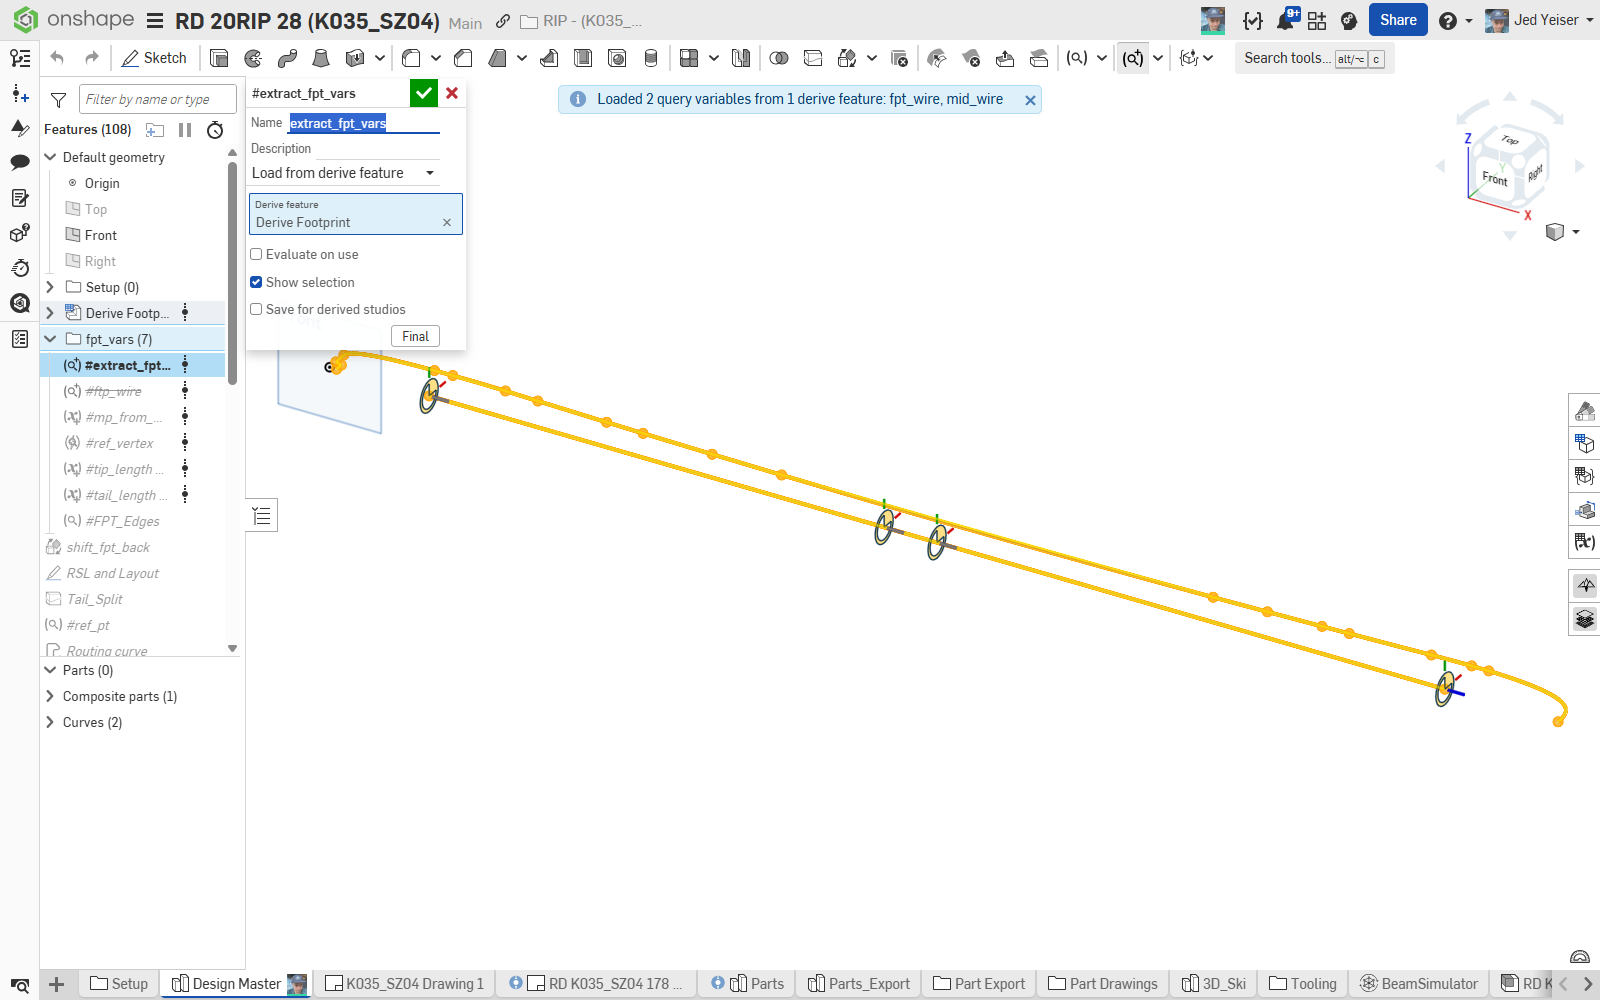 onshape
RD 20RIP 28 (K035_SZ04)
Main
RIP - (K035_...
9+
Share
Jed Yeiser
Sketch
Search tools...
alt/⌥
c
Filter by name or type
Features (108)
Default geometry
Origin
Top
Front
Right
Setup (0)
Derive Footp...
fpt_vars (7)
#extract_fpt...
#ftp_wire
#mp_from_...
#ref_vertex
#tip_length ...
#tail_length ...
#FPT_Edges
shift_fpt_back
RSL and Layout
Tail_Split
#ref_pt
Routing curve
Parts (0)
Composite parts (1)
Curves (2)
#extract_fpt_vars
Name
extract_fpt_vars
Description
Load from derive feature
Derive feature
Derive Footprint
Evaluate on use
Show selection
Save for derived studios
Final
Loaded 2 query variables from 1 derive feature: fpt_wire, mid_wire
Z
Top
Y
Front
Right
X
Setup
Design Master
K035_SZ04 Drawing 1
RD K035_SZ04 178 ...
Parts
Parts_Export
Part Export
Part Drawings
3D_Ski
Tooling
BeamSimulator
RD K